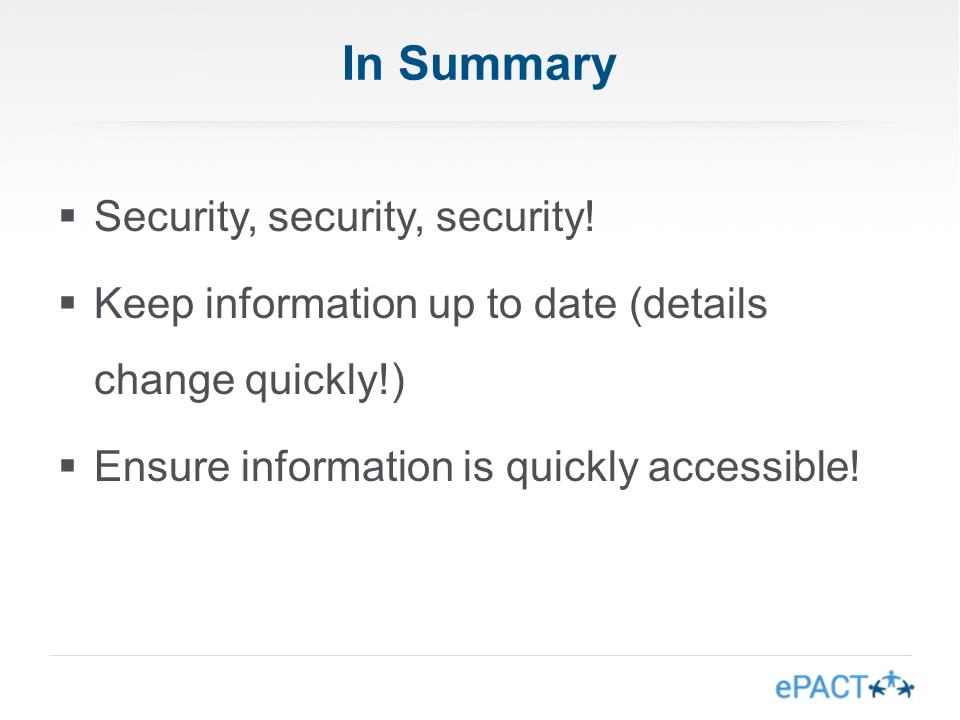 In Summary
▪ Security, security, security!
▪ Keep information up to date (details
change quickly!)
▪ Ensure information is quickly accessible!
ePACT